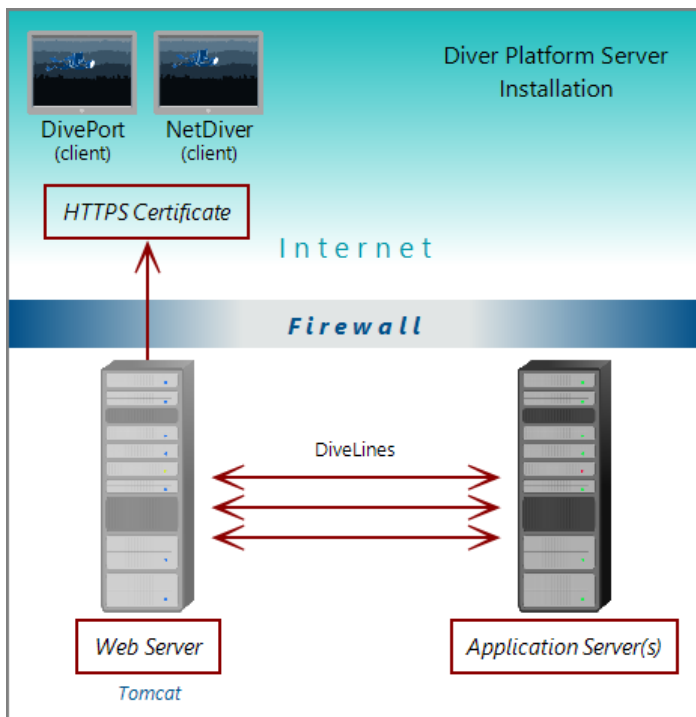 Diver Platform Server
Installation
DivePort
(client)
NetDiver
(client)
HTTPS Certificate
Internet
Firewall
DiveLines
Web Server
Application Server(s)
Tomcat